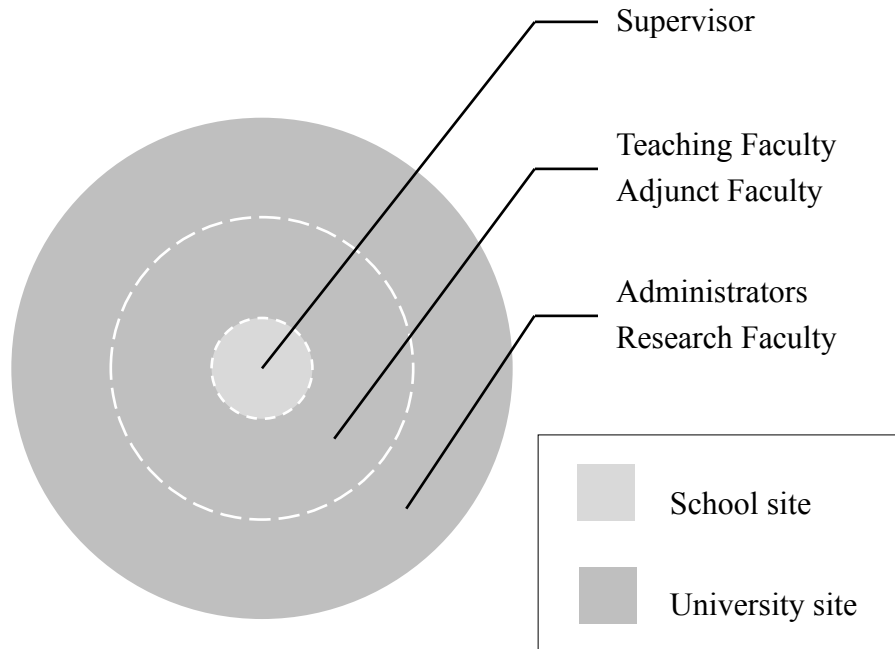 Supervisor
Teaching Faculty
Adjunct Faculty
Administrators
Research Faculty
School site
University site